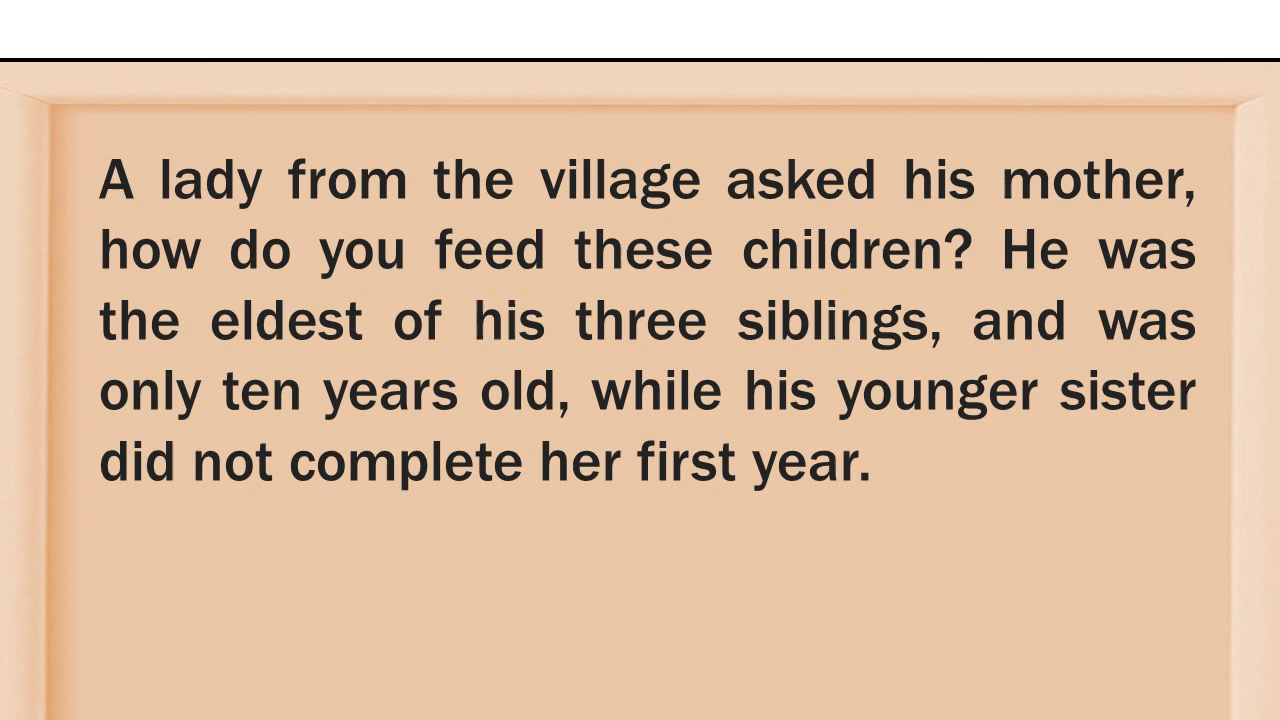 A lady from the village asked his mother,
how do you feed these children? He was
the eldest of his three siblings, and was
only ten years old, while his younger sister
did not complete her first year.